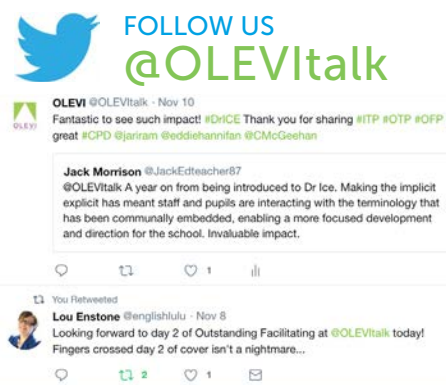 FOLLOW US
@OLEVItalk
OLEVI @OLEVItalk · Nov 10
Fantastic to see such impact! #DrICE Thank you for sharing #ITP #OTP #OFP
great #CPD @jariram @eddiehannifan @CMcGeehan
OLEVI
Jack Morrison @JackEdteacher87
@OLEVItalk A year on from being introduced to Dr Ice. Making the implicit
explicit has meant staff and pupils are interacting with the terminology that
has been communally embedded, enabling a more focused development
and direction for the school. Invaluable impact.
1
You Retweeted
Lou Enstone @englishlulu · Nov 8
Looking forward to day 2 of Outstanding Facilitating at @OLEVItalk today!
Fingers crossed day 2 of cover isn't a nightmare...
2 1